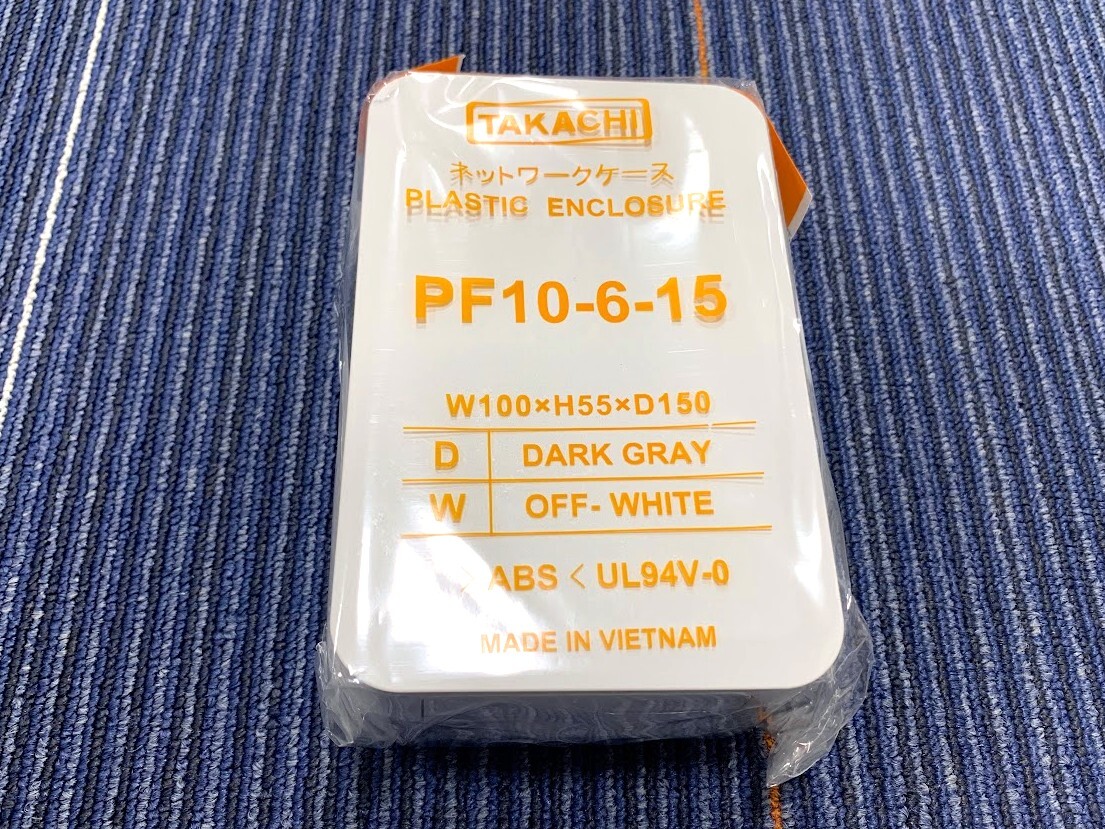 TAKACHI
ネットワークケース
PLASTIC ENCLOSURE
PF10-6-15
W100×H55×D150
D DARK GRAY
W OFF- WHITE
>ABS< UL94V-0
MADE IN VIETNAM